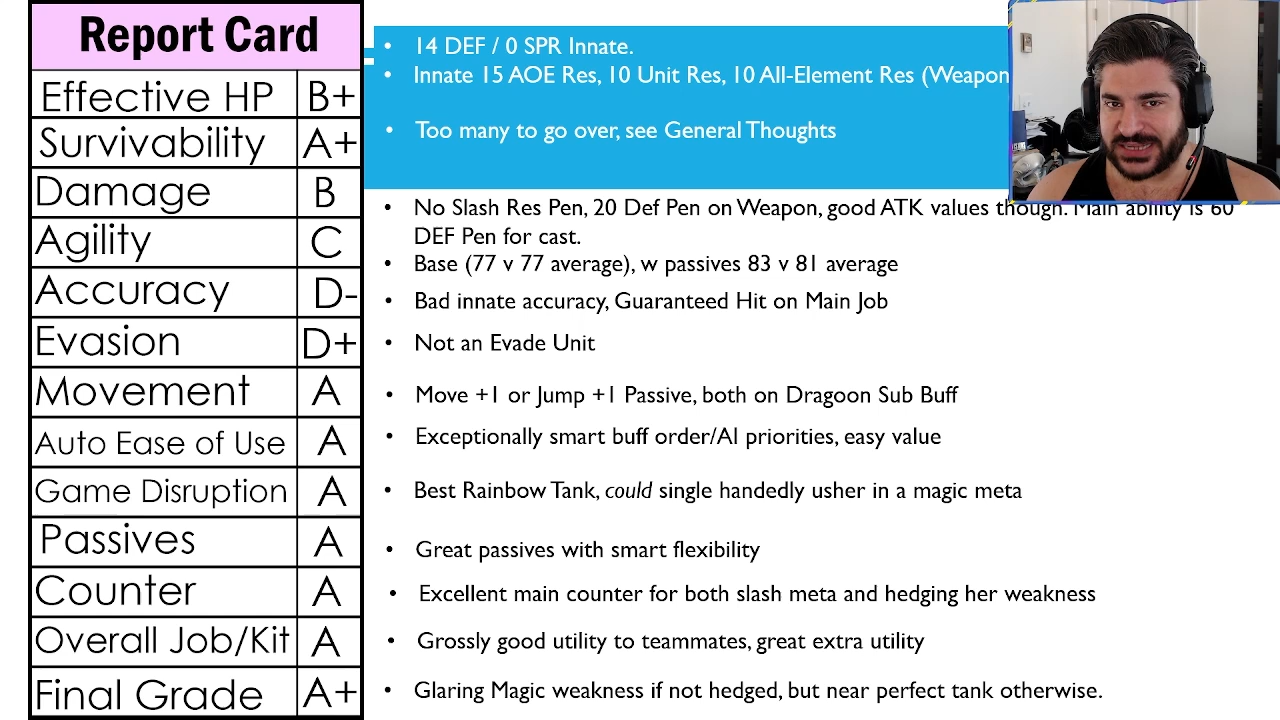 Report Card
Effective HP B+
Survivability A+
Damage B
Agility C
Accuracy D-
Evasion D+
Movement A
Auto Ease of Use A
Game Disruption A
Passives A
Counter A
Overall Job/Kit A
Final Grade A+
• 14 DEF / 0 SPR Innate.
• Innate 15 AOE Res, 10 Unit Res, 10 All-Element Res (Weapon
• Too many to go over, see General Thoughts
• No Slash Res Pen, 20 Def Pen on Weapon, good ATK values though. Main ability is 60
DEF Pen for cast.
• Base (77 v 77 average), w passives 83 v 81 average
• Bad innate accuracy, Guaranteed Hit on Main Job
• Not an Evade Unit
• Move +1 or Jump +1 Passive, both on Dragoon Sub Buff
• Exceptionally smart buff order/AI priorities, easy value
• Best Rainbow Tank, could single handedly usher in a magic meta
• Great passives with smart flexibility
• Excellent main counter for both slash meta and hedging her weakness
• Grossly good utility to teammates, great extra utility
• Glaring Magic weakness if not hedged, but near perfect tank otherwise.